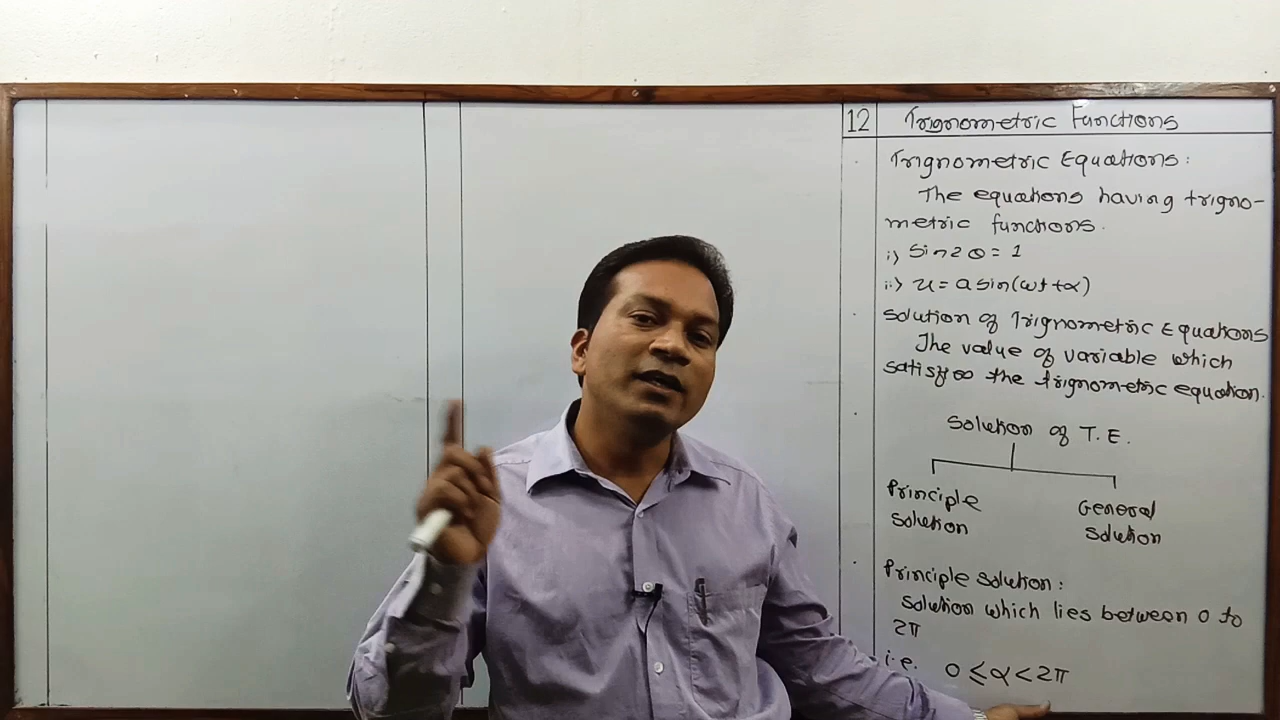 12 Trignometric Functions
Trignometric Equations:
The equations having trigno-
metric functions.
i) sin2θ = 1
ii) x = a sin(ωt + α)
Solution of Trignometric Equations
The value of variable which
satisfies the trignometric equation.
Solution of T.E.
Principle General
solution solution
Principle solution:
Solution which lies between 0 to
2π
i.e. 0 ≤ α < 2π